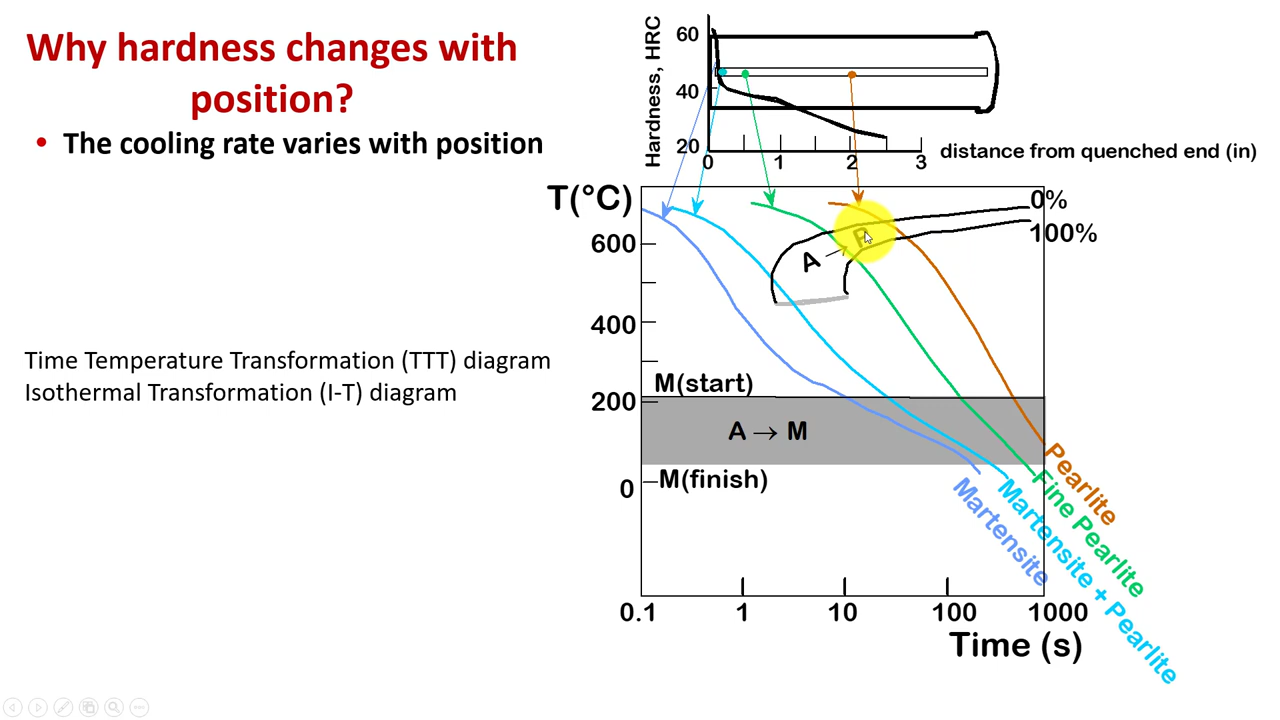 Why hardness changes with
position?
• The cooling rate varies with position
Time Temperature Transformation (TTT) diagram
Isothermal Transformation (I-T) diagram
Hardness, HRC
60
40
20
0 1 2 3
distance from quenched end (in)
T(°C)
0%
100%
600
A → P
400
M(start)
200
A → M
M(finish)
0
Pearlite
Fine Pearlite
Martensite + Pearlite
Martensite
0.1 1 10 100 1000
Time (s)